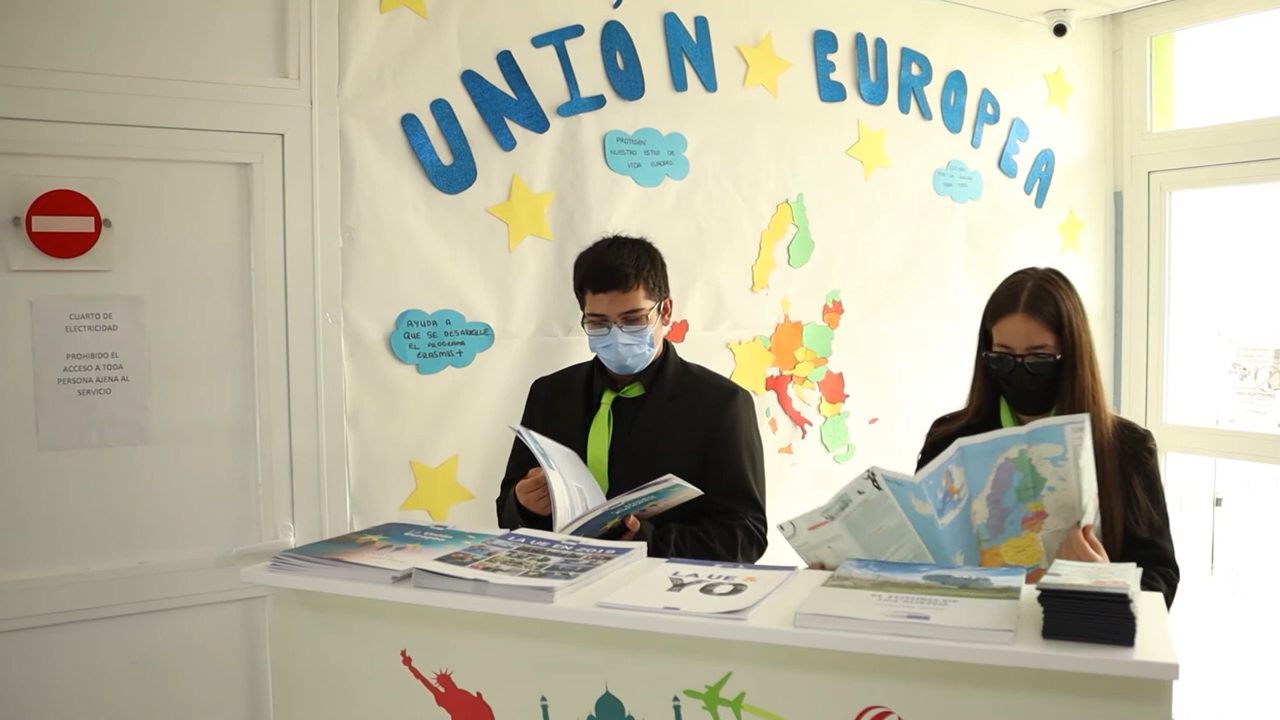 UNIÓN EUROPEA
PROTEGEN
NUESTRO ESTILO DE
VIDA EUROPEO
AYUDA A
QUE SE DESARROLLE
EL PROGRAMA
ERASMUS +
CUARTO DE
ELECTRICIDAD
PROHIBIDO EL
ACCESO A TODA
PERSONA AJENA AL
SERVICIO
LA UE EN 2019
LA UE & YO